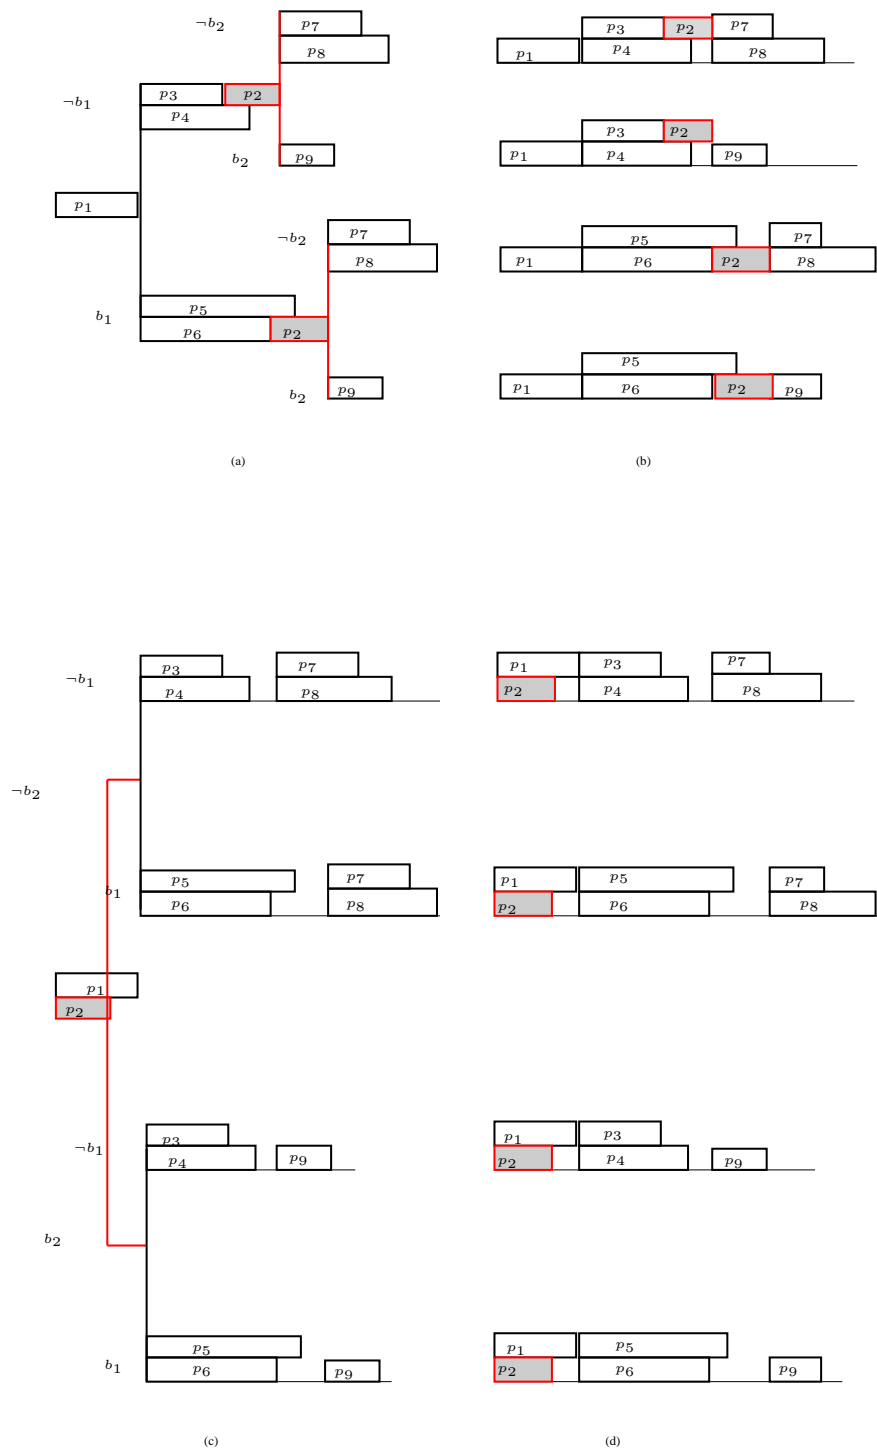 ¬b₂ p₇
p₈
¬b₁ p₃ p₂
p₄
b₂ p₉
p₁
¬b₂ p₇
p₈
b₁ p₅
p₆ p₂
b₂ p₉
(a)
p₃ p₂ p₇
p₁ p₄ p₈
p₃ p₂
p₁ p₄ p₉
p₅ p₇
p₁ p₆ p₂ p₈
p₅
p₁ p₆ p₂ p₉
(b)
¬b₁ p₃ p₇
p₄ p₈
¬b₂
b₁ p₅ p₇
p₆ p₈
p₁
p₂
¬b₁ p₃
p₄ p₉
b₂
b₁ p₅
p₆ p₉
(c)
p₁ p₃ p₇
p₂ p₄ p₈
p₁ p₅ p₇
p₂ p₆ p₈
p₁ p₃
p₂ p₄ p₉
p₁ p₅
p₂ p₆ p₉
(d)